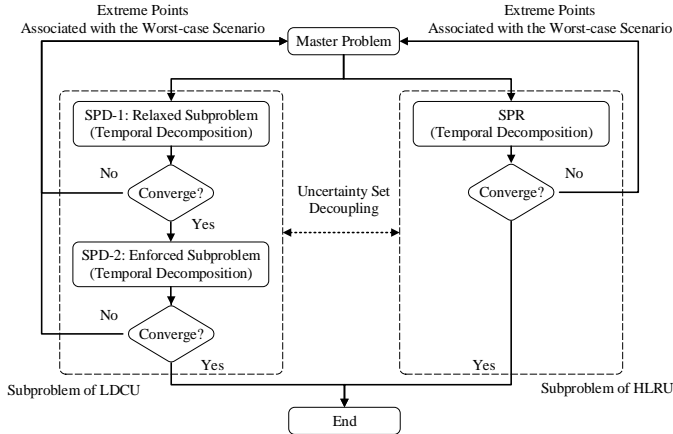 Extreme Points
Associated with the Worst-case Scenario
Extreme Points
Associated with the Worst-case Scenario
Master Problem
SPD-1: Relaxed Subproblem
(Temporal Decomposition)
SPR
(Temporal Decomposition)
No
Converge?
Yes
Converge?
No
Uncertainty Set
Decoupling
SPD-2: Enforced Subproblem
(Temporal Decomposition)
No
Converge?
Yes
Yes
Subproblem of LDCU
Subproblem of HLRU
End